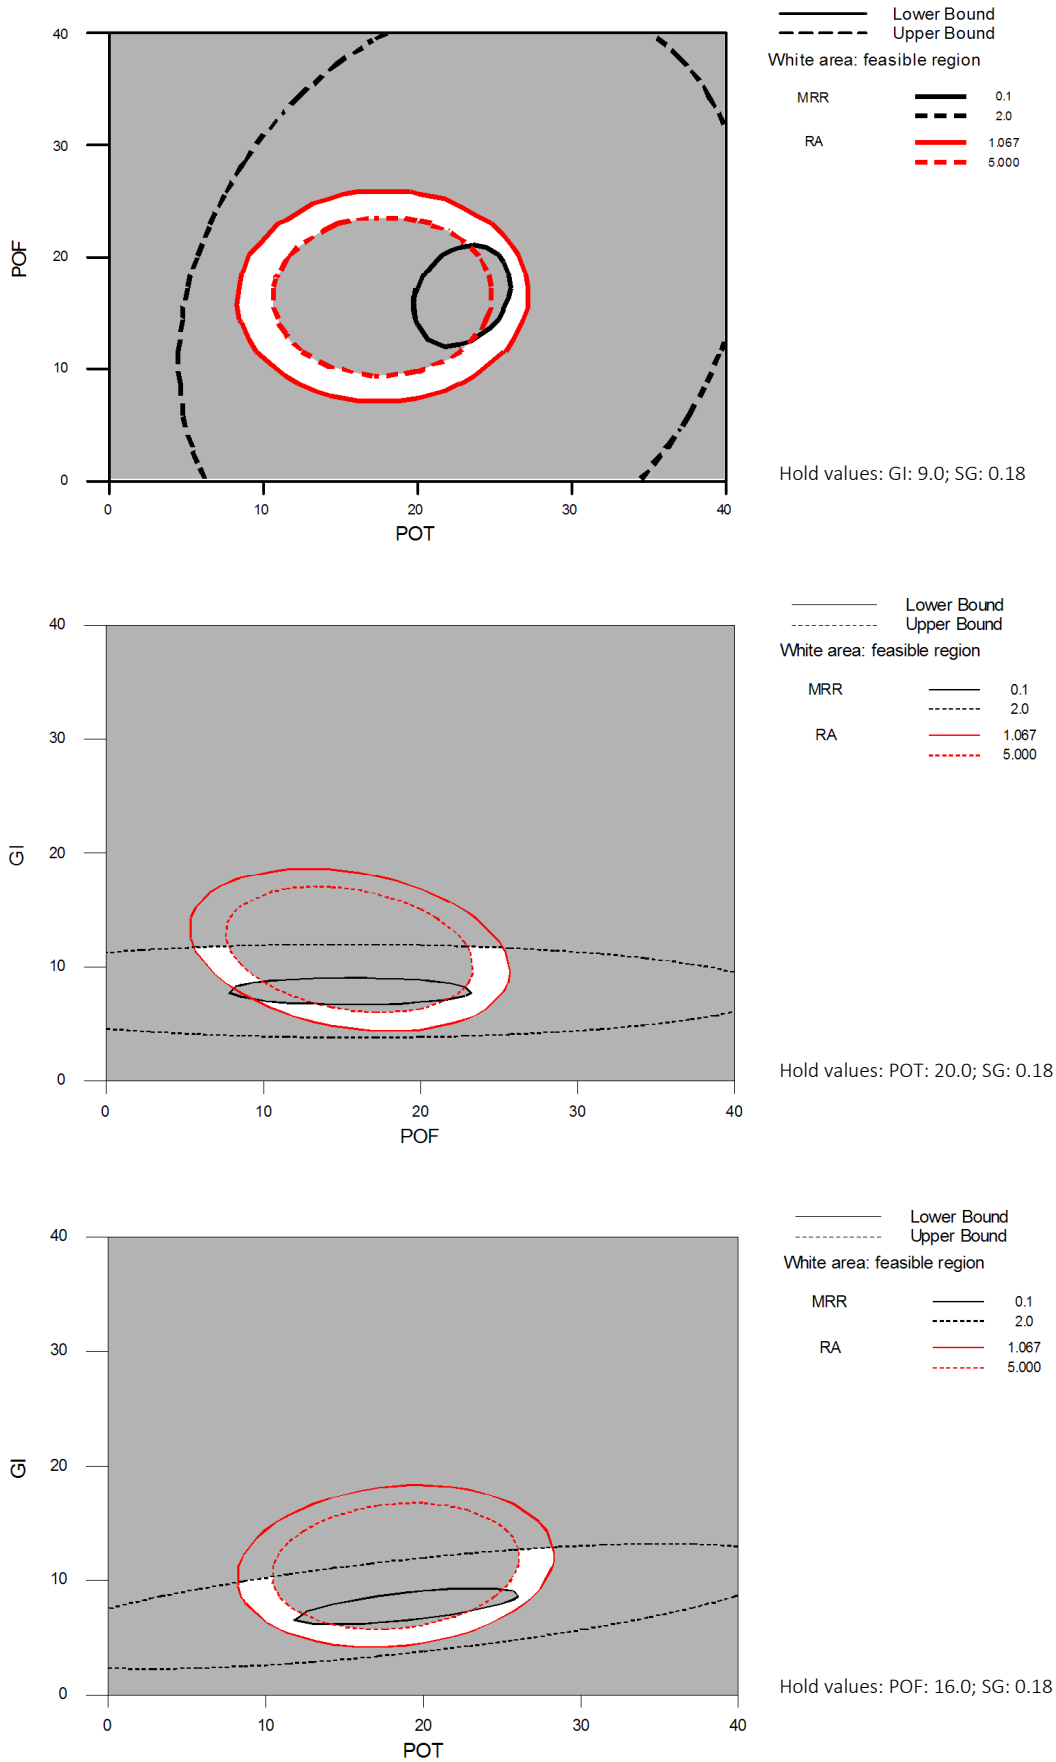 Lower Bound
Upper Bound
White area: feasible region
MRR 0.1
2.0
RA 1.067
5.000
40
30
20
10
0
POF
0 10 20 30 40
POT
Hold values: GI: 9.0; SG: 0.18
Lower Bound
Upper Bound
White area: feasible region
MRR 0.1
2.0
RA 1.067
5.000
40
30
20
10
0
GI
0 10 20 30 40
POF
Hold values: POT: 20.0; SG: 0.18
Lower Bound
Upper Bound
White area: feasible region
MRR 0.1
2.0
RA 1.067
5.000
40
30
20
10
0
GI
0 10 20 30 40
POT
Hold values: POF: 16.0; SG: 0.18